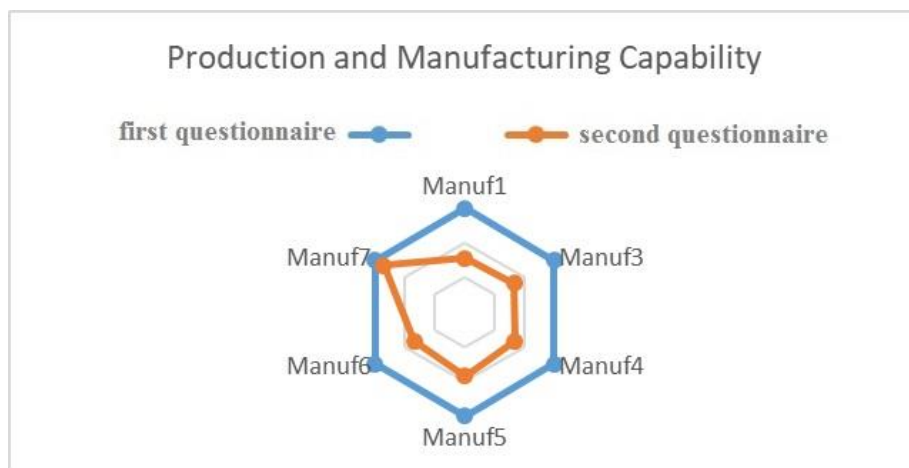 Production and Manufacturing Capability
first questionnaire
second questionnaire
Manuf1
Manuf7
Manuf3
Manuf6
Manuf4
Manuf5